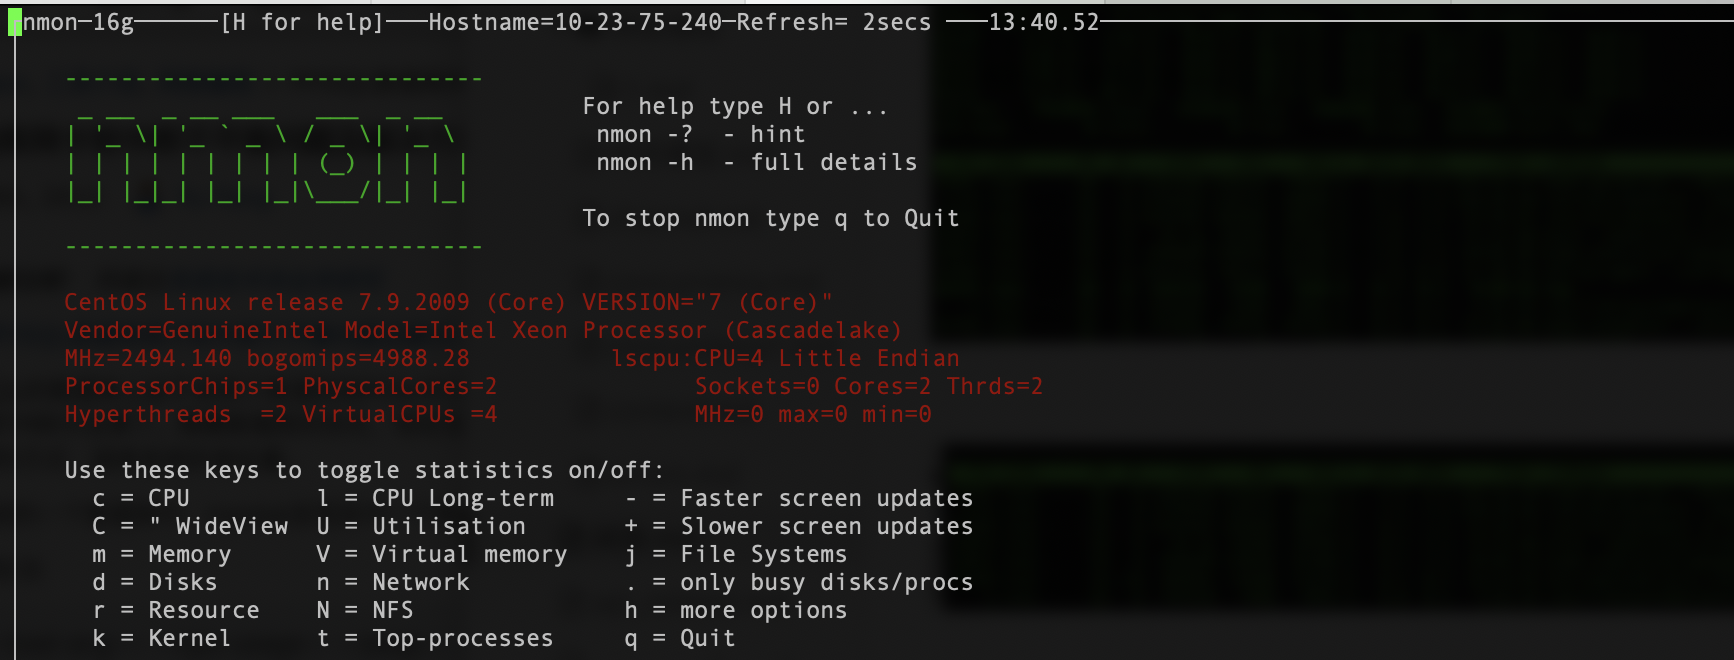 nmon─16g──────[H for help]───Hostname=10-23-75-240─Refresh= 2secs ───13:40.52─
------------------------------
 _ __  _ __ ___   ___  _ __    For help type H or ...
| '_ \| '_ ` _ \ / _ \| '_ \    nmon -?  - hint
| | | | | | | | | (_) | | | |   nmon -h  - full details
|_| |_|_| |_| |_|\___/|_| |_|
To stop nmon type q to Quit
------------------------------
CentOS Linux release 7.9.2009 (Core) VERSION="7 (Core)"
Vendor=GenuineIntel Model=Intel Xeon Processor (Cascadelake)
MHz=2494.140 bogomips=4988.28          lscpu:CPU=4 Little Endian
ProcessorChips=1 PhyscalCores=2              Sockets=0 Cores=2 Thrds=2
Hyperthreads  =2 VirtualCPUs =4              MHz=0 max=0 min=0
Use these keys to toggle statistics on/off:
c = CPU        l = CPU Long-term     - = Faster screen updates
C = " WideView  U = Utilisation       + = Slower screen updates
m = Memory     V = Virtual memory    j = File Systems
d = Disks      n = Network           . = only busy disks/procs
r = Resource   N = NFS               h = more options
k = Kernel     t = Top-processes     q = Quit